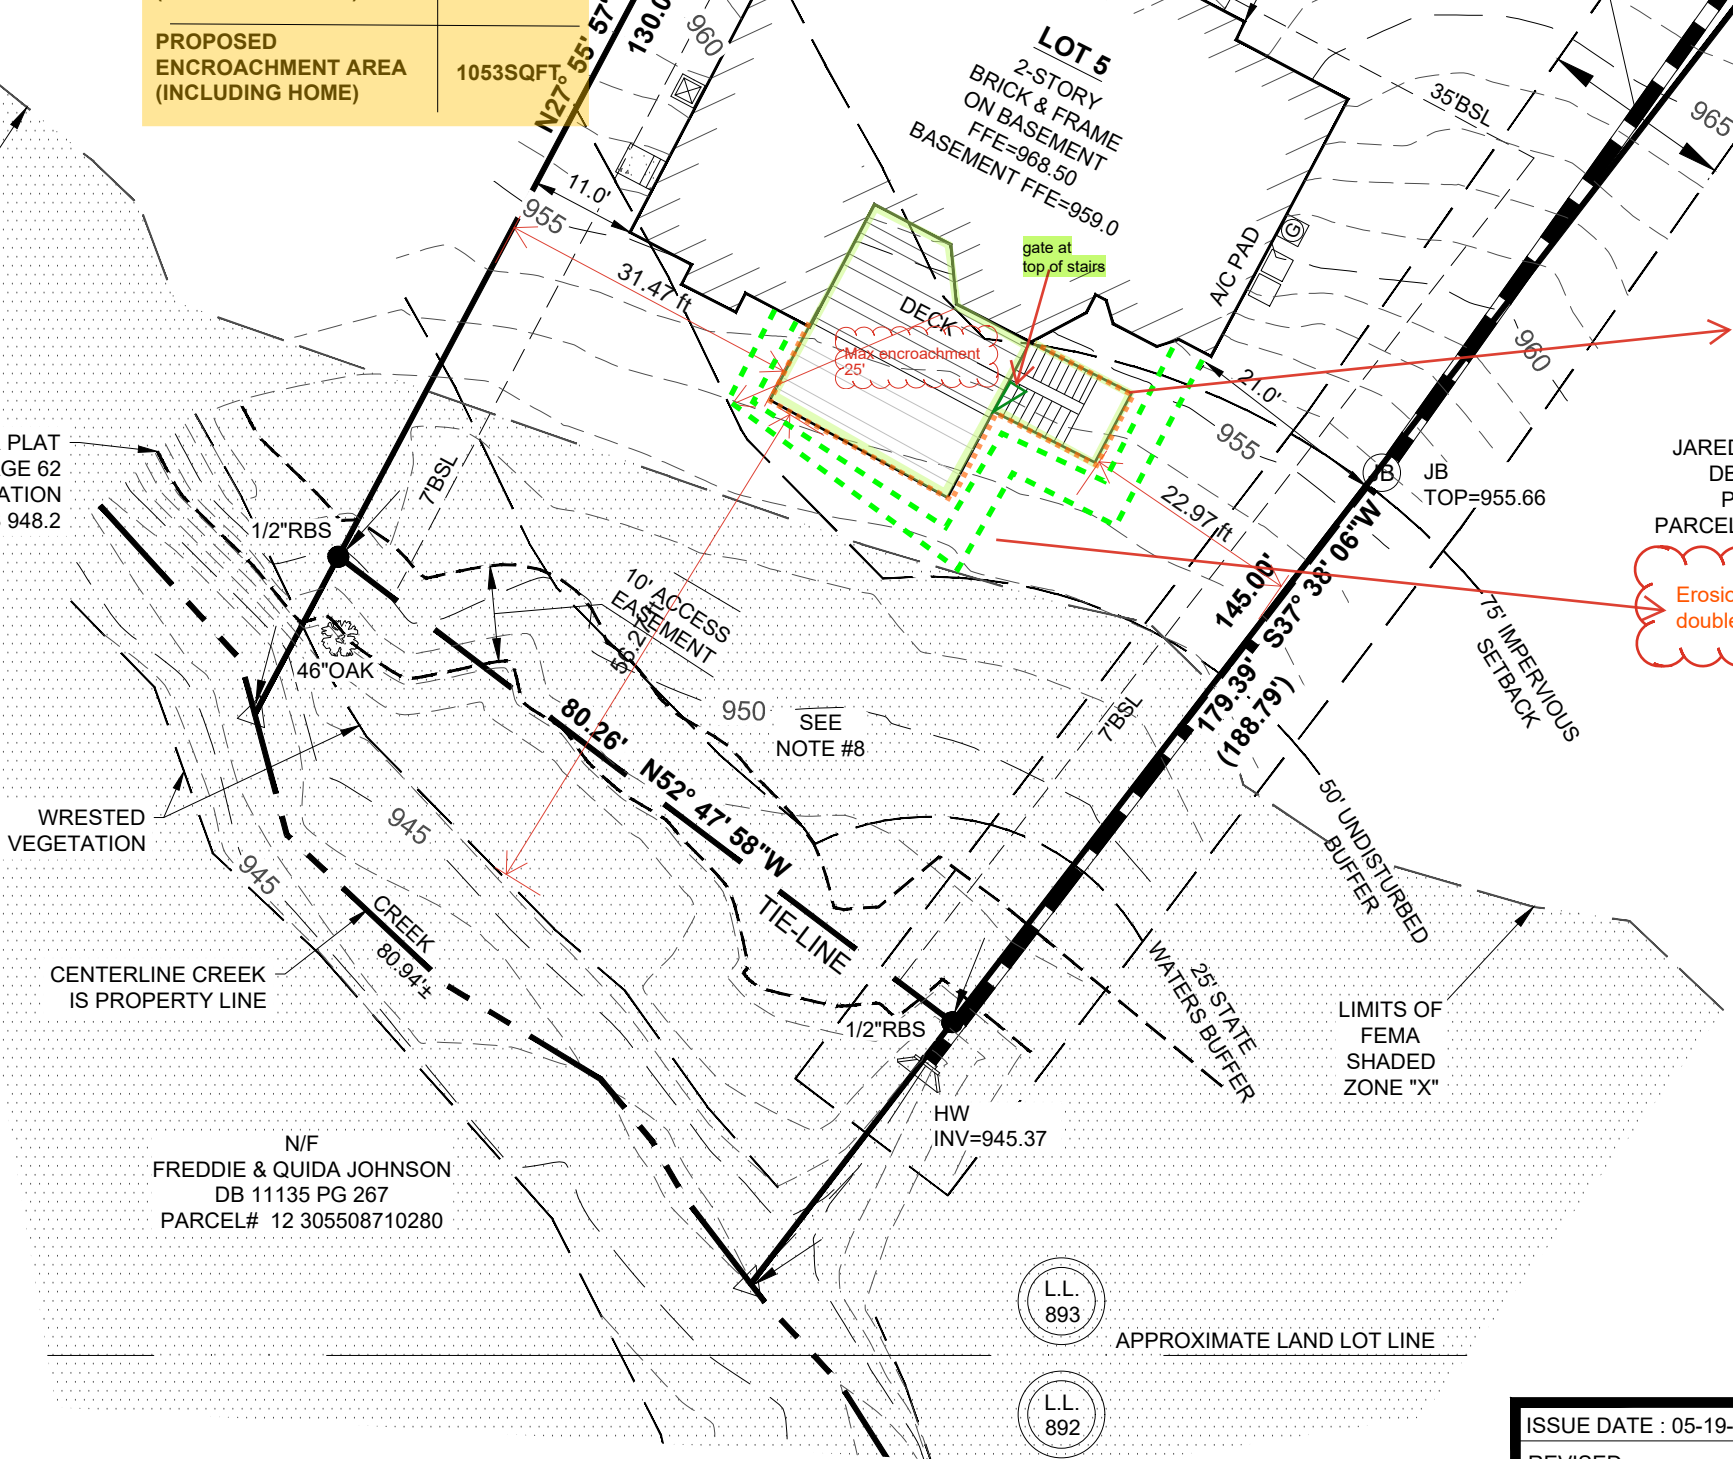 PROPOSED
ENCROACHMENT AREA
(INCLUDING HOME)
1053SQFT
N27° 55' 57"
130.0
960
LOT 5
2-STORY
BRICK & FRAME
ON BASEMENT
FFE=968.50
BASEMENT FFE=959.0
35'BSL
965
11.0'
955
31.47 ft
gate at
top of stairs
DECK
Max encroachment
25'
A/C PAD
G
960
21.0'
955
JB
JB
TOP=955.66
22.97 ft
PLAT
GE 62
ATION
948.2
7'BSL
1/2"RBS
46"OAK
10' ACCESS
EASEMENT
56.2
145.00'
S37° 38' 06"W
179.39'
(188.79')
JARED
DE
P
PARCEL
Erosio
double
75' IMPERVIOUS
SETBACK
80.26'
N52° 47' 58"W
TIE-LINE
950
SEE
NOTE #8
7'BSL
WRESTED
VEGETATION
945
945
CREEK
80.94'±
CENTERLINE CREEK
IS PROPERTY LINE
50' UNDISTURBED
BUFFER
25' STATE
WATERS BUFFER
LIMITS OF
FEMA
SHADED
ZONE "X"
1/2"RBS
HW
INV=945.37
N/F
FREDDIE & QUIDA JOHNSON
DB 11135 PG 267
PARCEL# 12 305508710280
L.L.
893
APPROXIMATE LAND LOT LINE
L.L.
892
ISSUE DATE : 05-19-